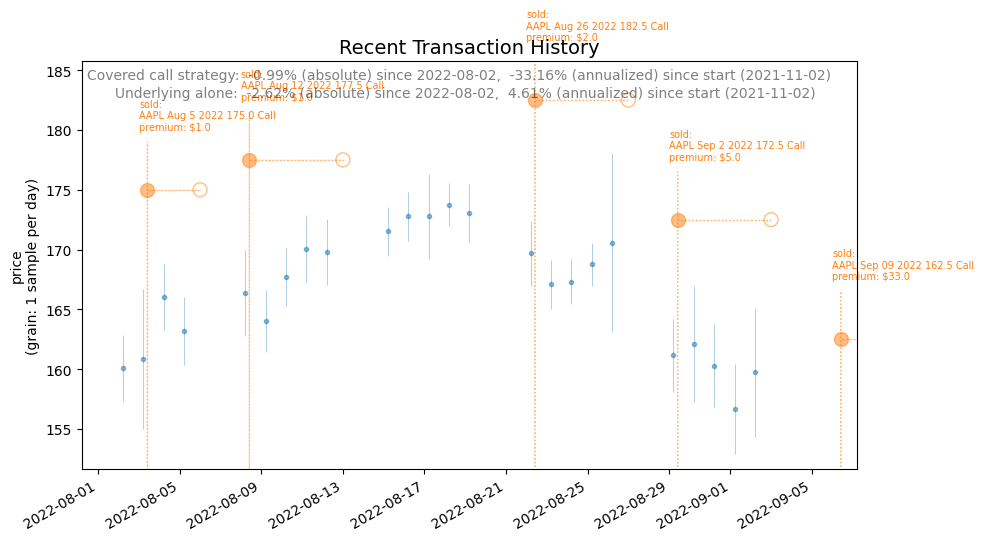 sold:
AAPL Aug 26 2022 182.5 Call
premium: $2.0
Recent Transaction History
Covered call strategy: -0.99% (absolute) since 2022-08-02, -33.16% (annualized) since start (2021-11-02)
Underlying alone: -2.62% (absolute) since 2022-08-02, 4.61% (annualized) since start (2021-11-02)
sold:
AAPL Aug 12 2022 177.5 Call
premium: $1.0
sold:
AAPL Aug 5 2022 175.0 Call
premium: $1.0
sold:
AAPL Sep 2 2022 172.5 Call
premium: $5.0
sold:
AAPL Sep 09 2022 162.5 Call
premium: $33.0
price
(grain: 1 sample per day)
185
180
175
170
165
160
155
2022-08-01
2022-08-05
2022-08-09
2022-08-13
2022-08-17
2022-08-21
2022-08-25
2022-08-29
2022-09-01
2022-09-05